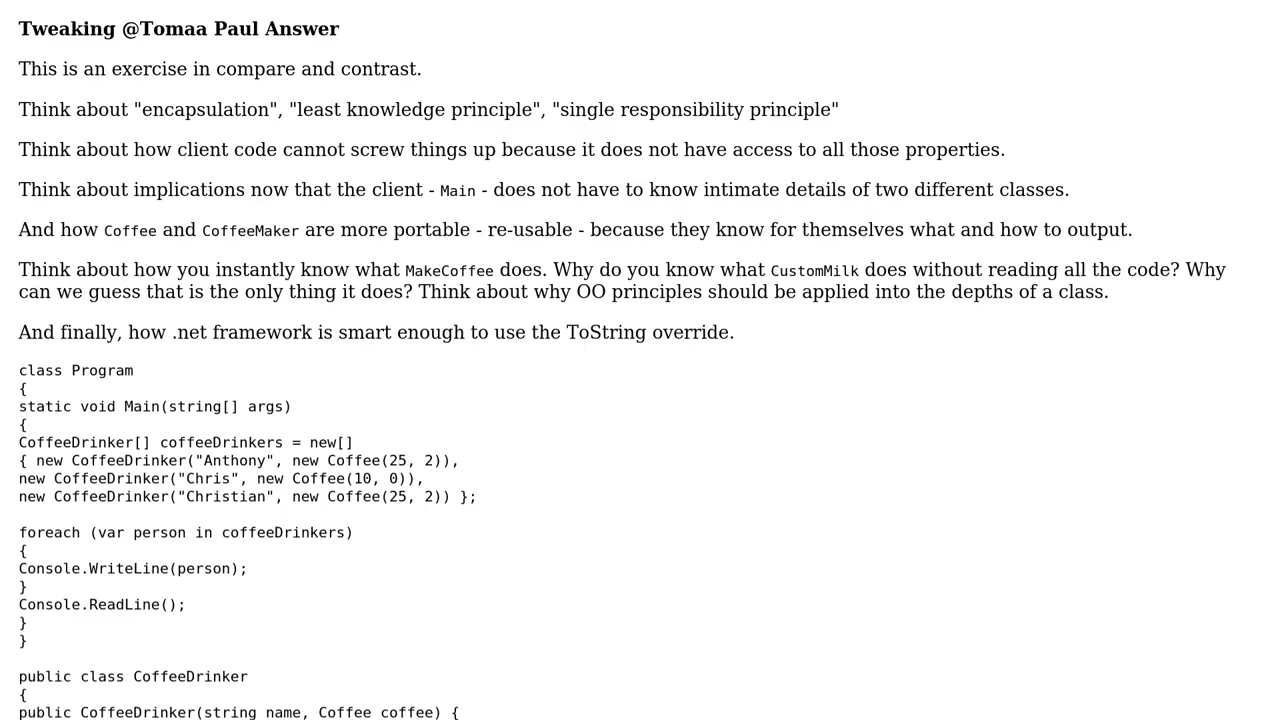 Tweaking @Tomaa Paul Answer
This is an exercise in compare and contrast.
Think about "encapsulation", "least knowledge principle", "single responsibility principle"
Think about how client code cannot screw things up because it does not have access to all those properties.
Think about implications now that the client - Main - does not have to know intimate details of two different classes.
And how Coffee and CoffeeMaker are more portable - re-usable - because they know for themselves what and how to output.
Think about how you instantly know what MakeCoffee does. Why do you know what CustomMilk does without reading all the code? Why
can we guess that is the only thing it does? Think about why OO principles should be applied into the depths of a class.
And finally, how .net framework is smart enough to use the ToString override.
class Program
{
static void Main(string[] args)
{
CoffeeDrinker[] coffeeDrinkers = new[]
{ new CoffeeDrinker("Anthony", new Coffee(25, 2)),
new CoffeeDrinker("Chris", new Coffee(10, 0)),
new CoffeeDrinker("Christian", new Coffee(25, 2)) };
foreach (var person in coffeeDrinkers)
{
Console.WriteLine(person);
}
Console.ReadLine();
}
}
public class CoffeeDrinker
{
public CoffeeDrinker(string name, Coffee coffee) {